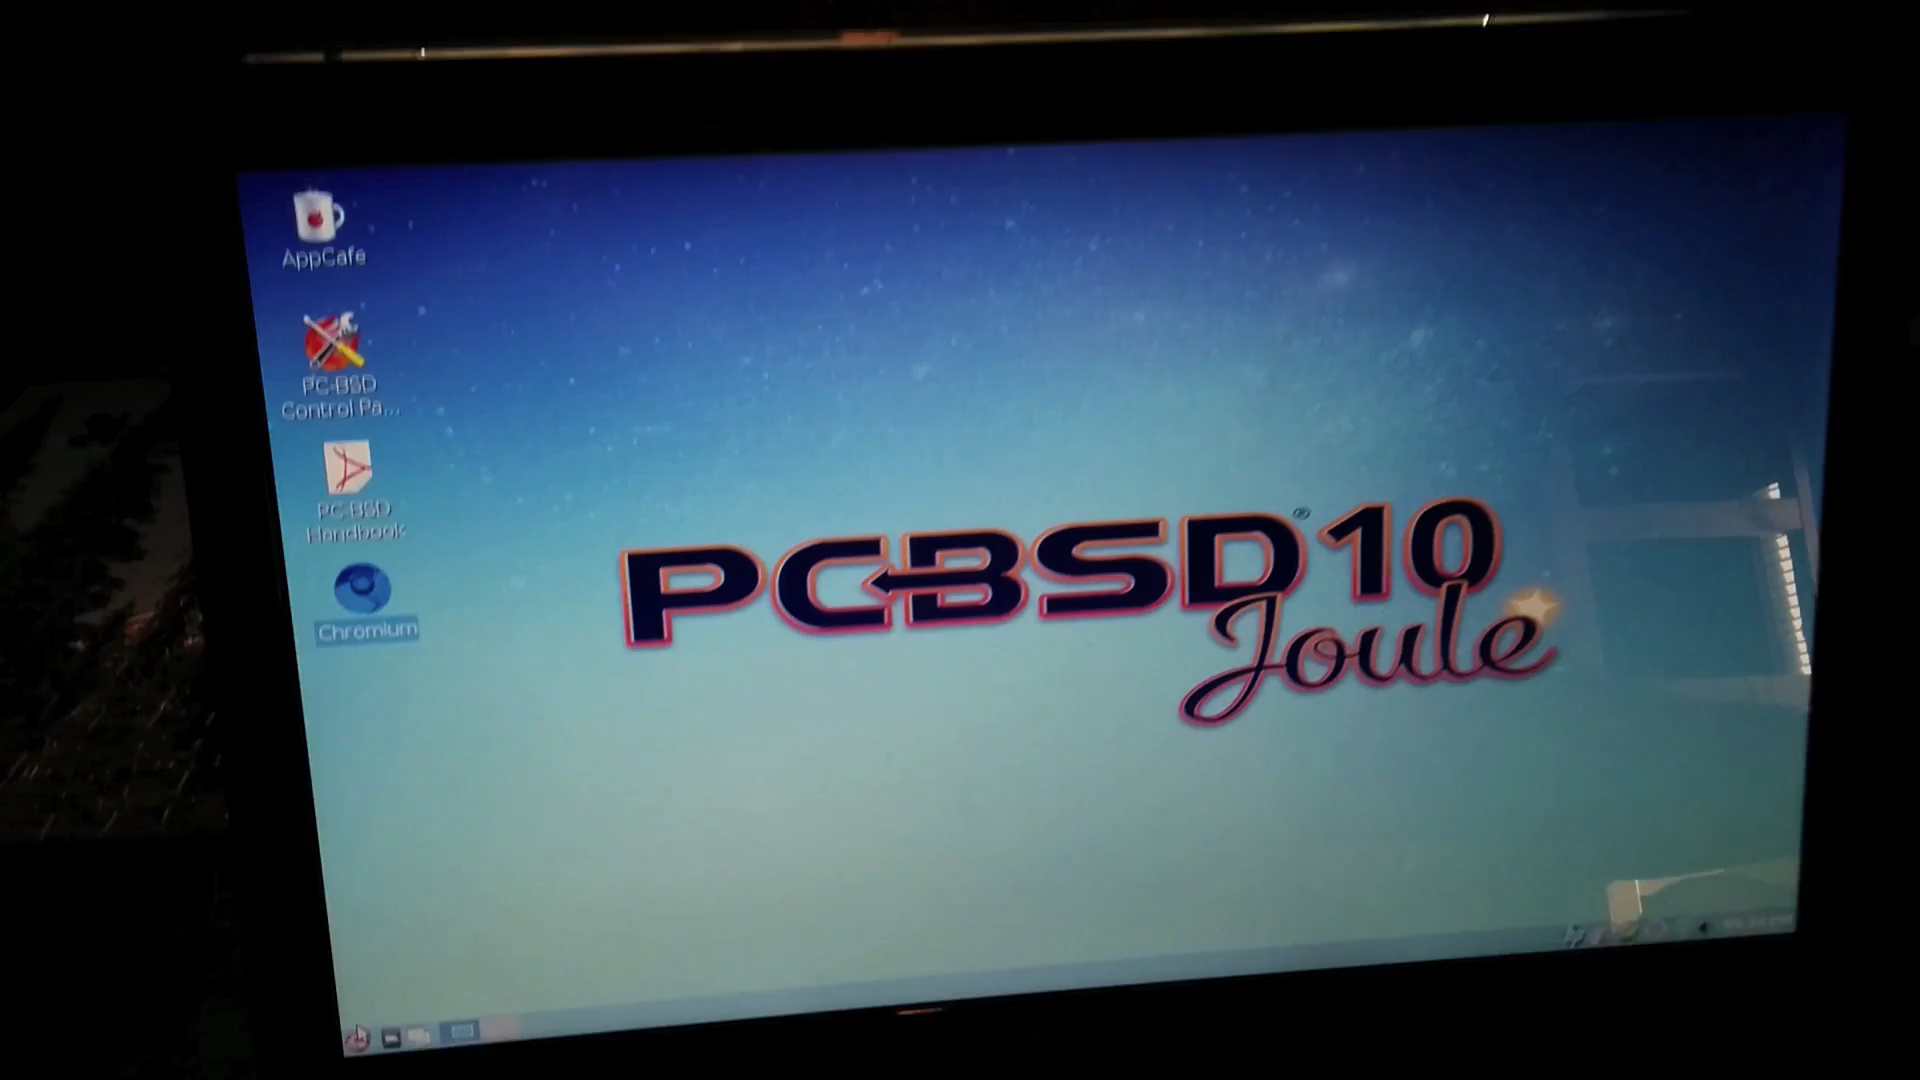 AppCafe
PC-BSD
Control Pa...
PC-BSD
Handbook
Chromium
PCBSD® 10
Joule